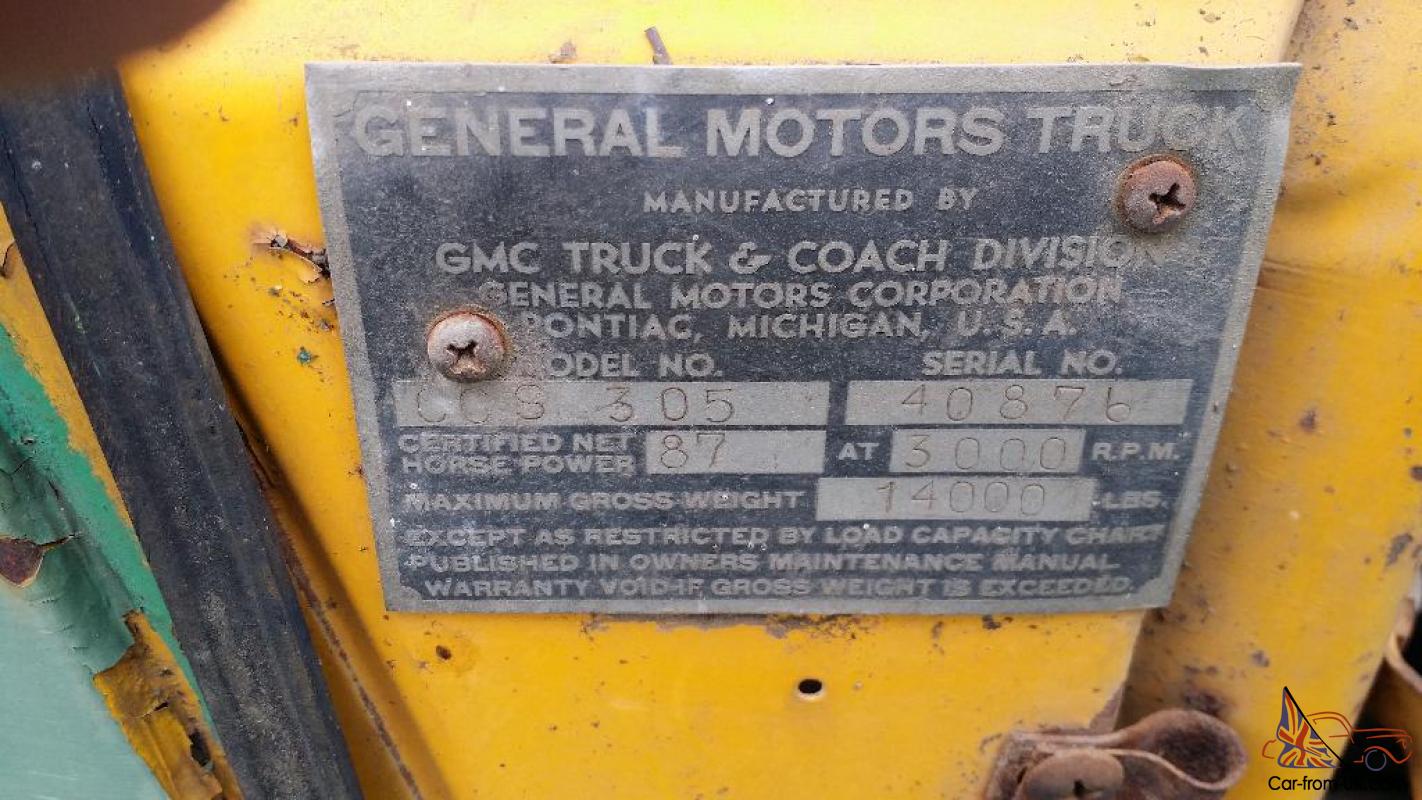 GENERAL MOTORS TRUCK
MANUFACTURED BY
GMC TRUCK & COACH DIVISION
GENERAL MOTORS CORPORATION
PONTIAC, MICHIGAN, U.S.A.
MODEL NO. SERIAL NO.
CCS 305 40876
CERTIFIED NET HORSE POWER 87 AT 3000 R.P.M.
MAXIMUM GROSS WEIGHT 14000 LBS.
EXCEPT AS RESTRICTED BY LOAD CAPACITY CHART
PUBLISHED IN OWNERS MAINTENANCE MANUAL
WARRANTY VOID IF GROSS WEIGHT IS EXCEEDED.